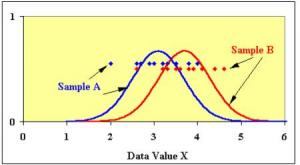 1
Sample B
Sample A
0
0 1 2 3 4 5 6
Data Value X